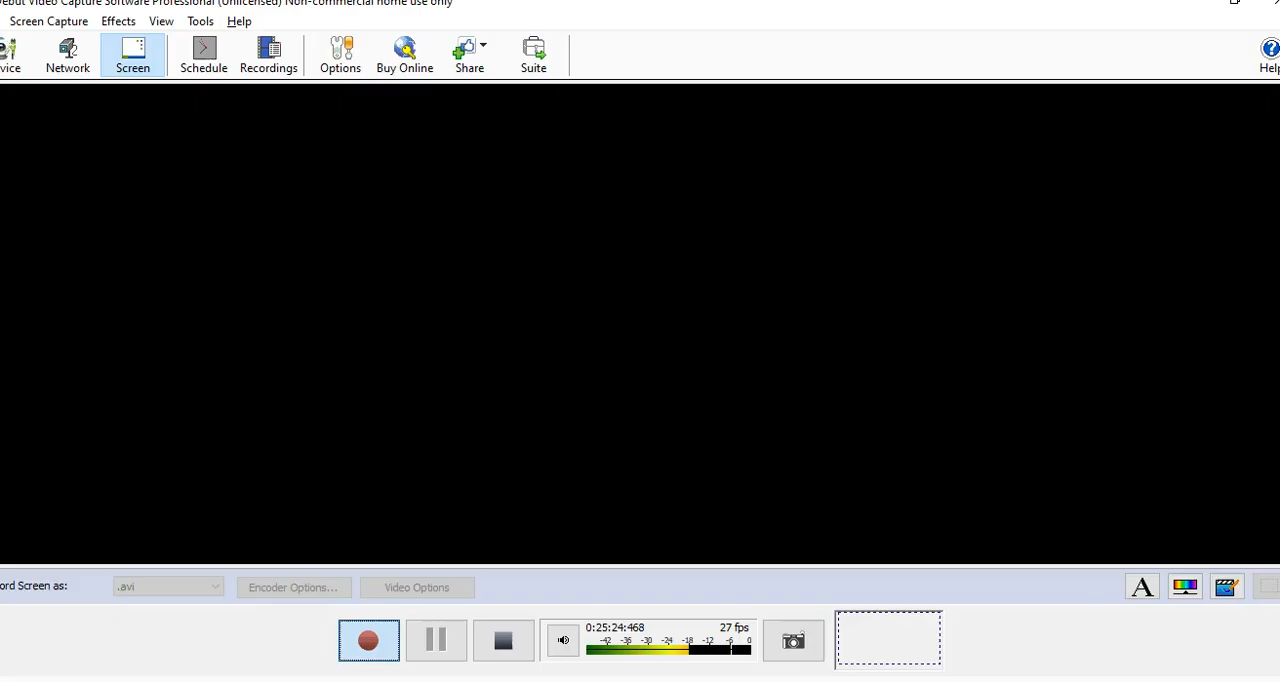 ebut Video Capture Software Professional (Unlicensed) Non-commercial home use only
Screen Capture Effects View Tools Help
vice Network Screen Schedule Recordings Options Buy Online Share Suite Help
ord Screen as: .avi Encoder Options... Video Options A
0:25:24:468 27 fps
-42 -36 -30 -24 -18 -12 -6 0